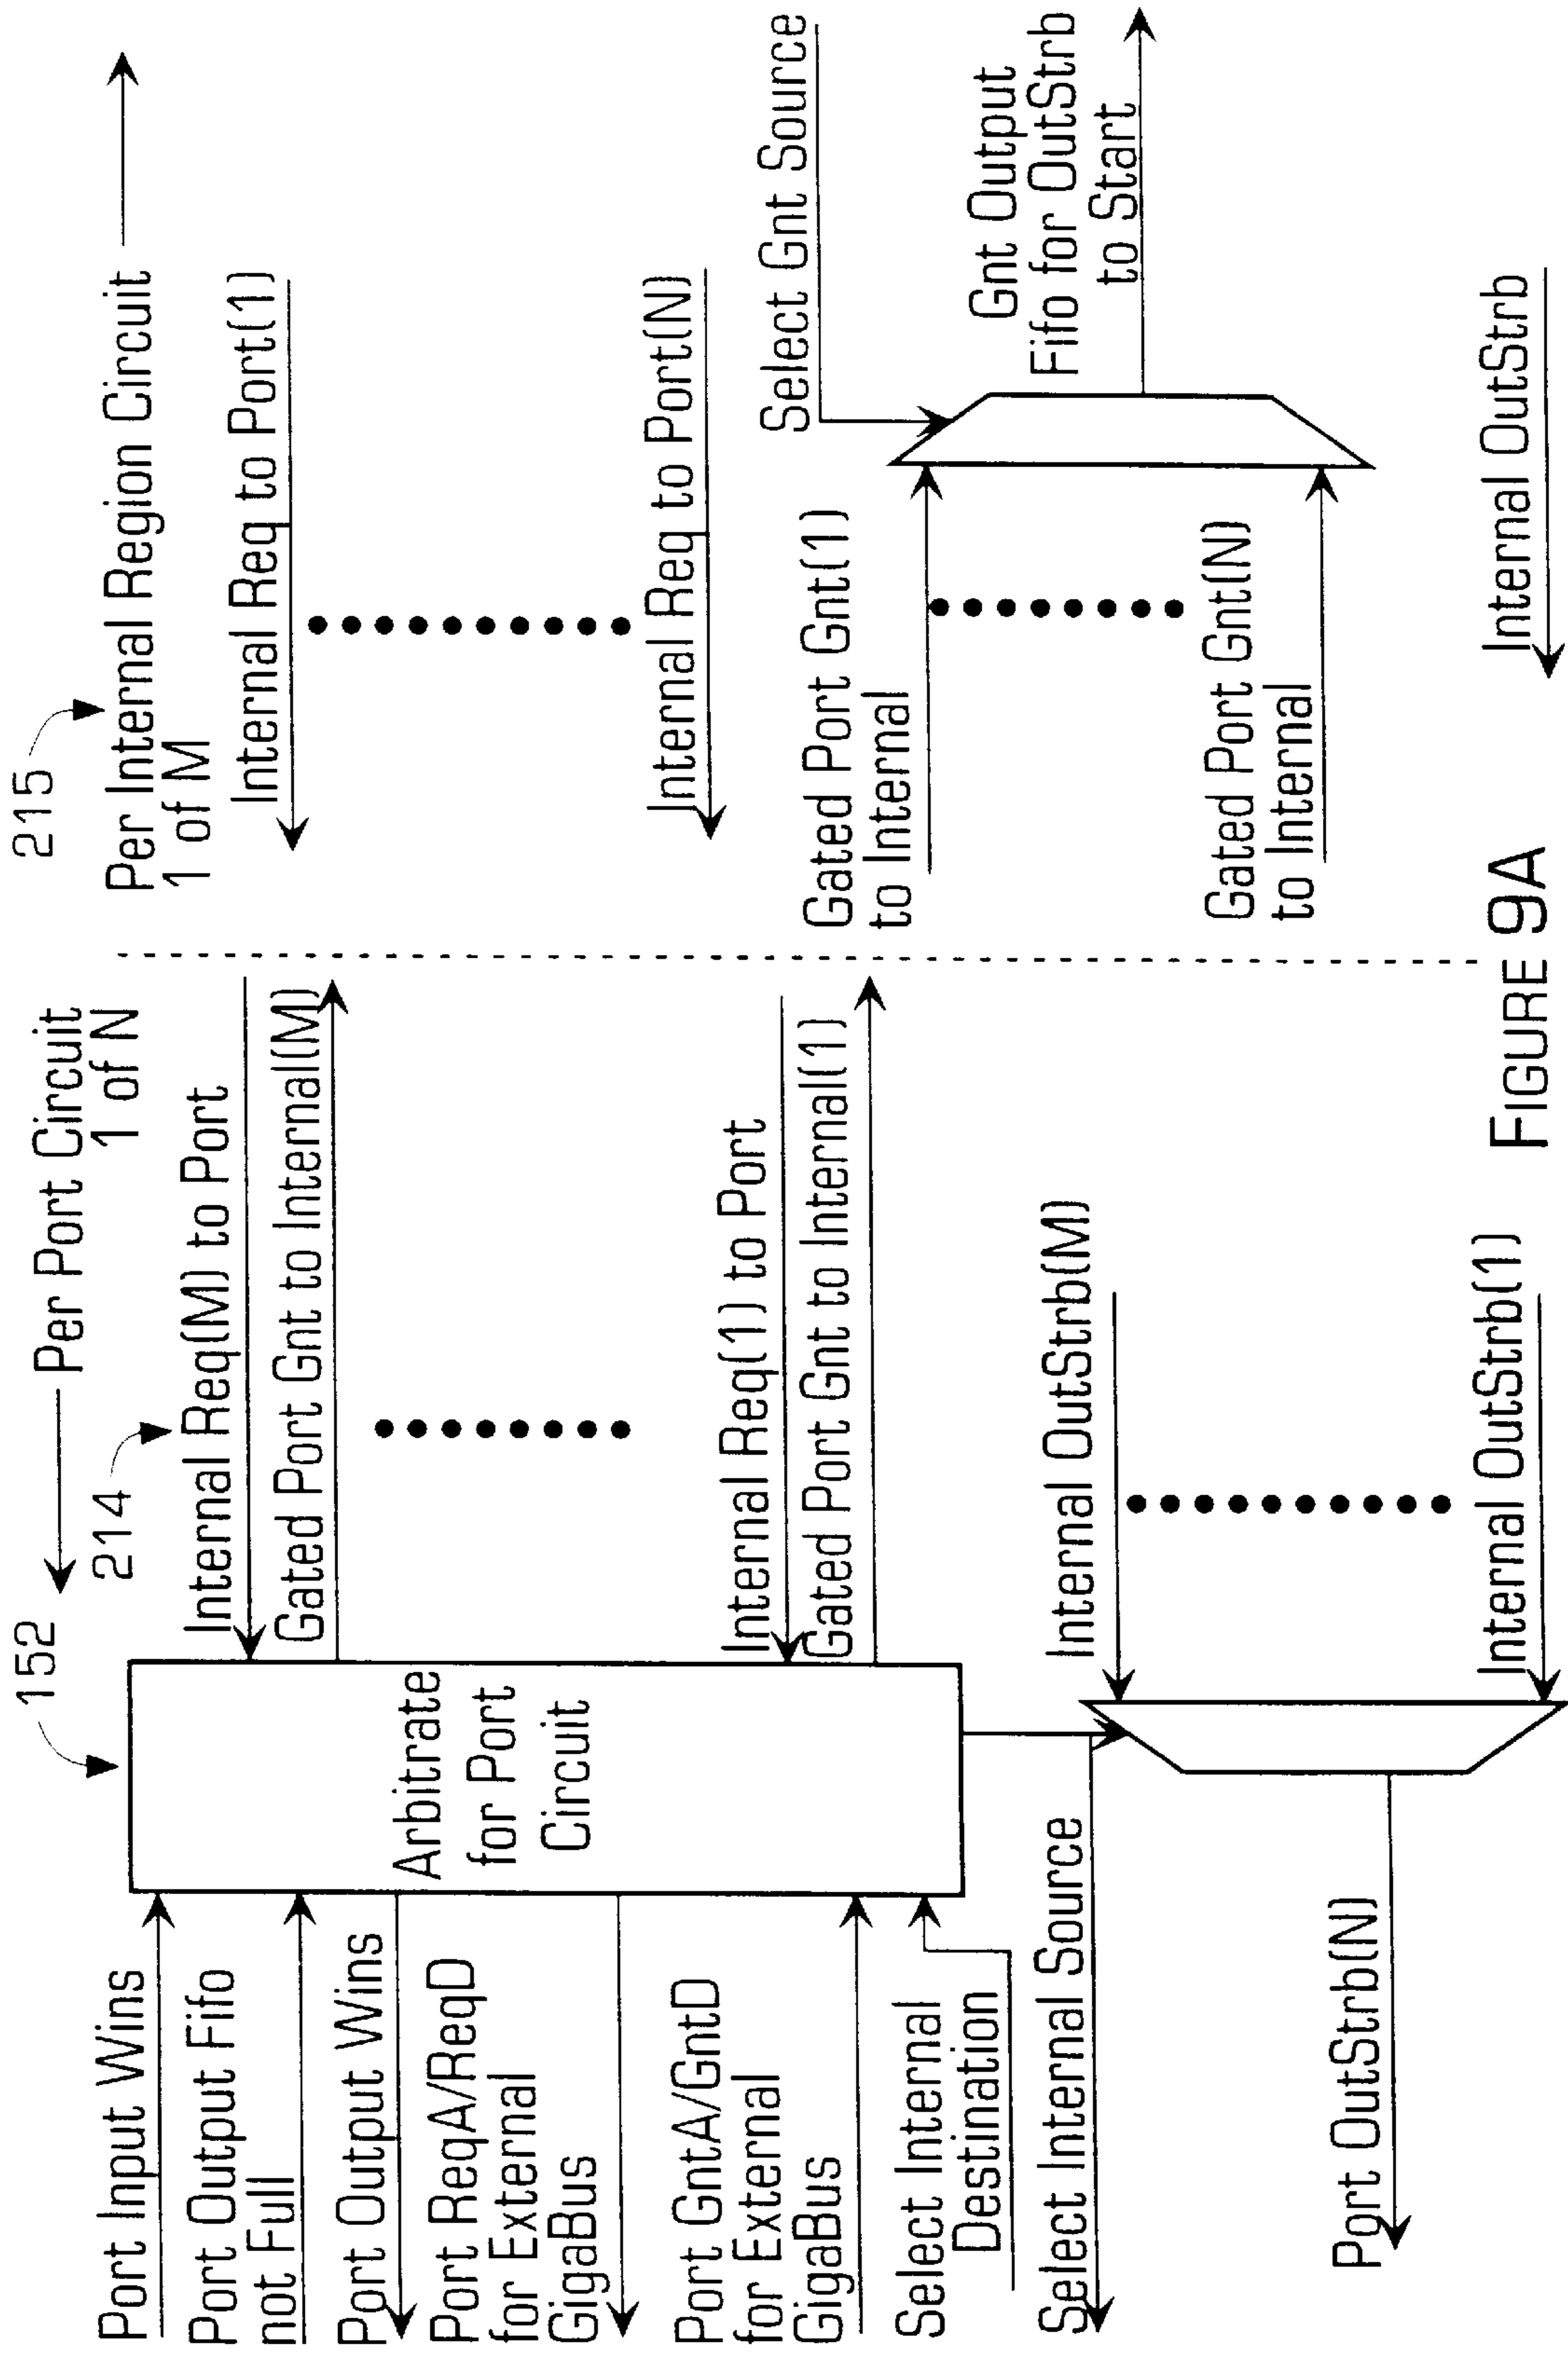 152
Per Port Circuit
1 of N
214
Port Input Wins
Port Output Fifo
not Full
Port Output Wins
Port ReqA/ReqD
for External
GigaBus
Port GntA/GntD
for External
GigaBus
Select Internal
Destination
Select Internal Source
Port OutStrb(N)
Arbitrate
for Port
Circuit
Internal Req(M) to Port
Gated Port Gnt to Internal(M)
Internal Req(1) to Port
Gated Port Gnt to Internal(1)
Internal OutStrb(M)
Internal OutStrb(1)
215
Per Internal Region Circuit
1 of M
Internal Req to Port(1)
Internal Req to Port(N)
Select Gnt Source
Gated Port Gnt(1)
to Internal
Gnt Output
Fifo for OutStrb
to Start
Gated Port Gnt(N)
to Internal
Internal OutStrb
FIGURE 9A